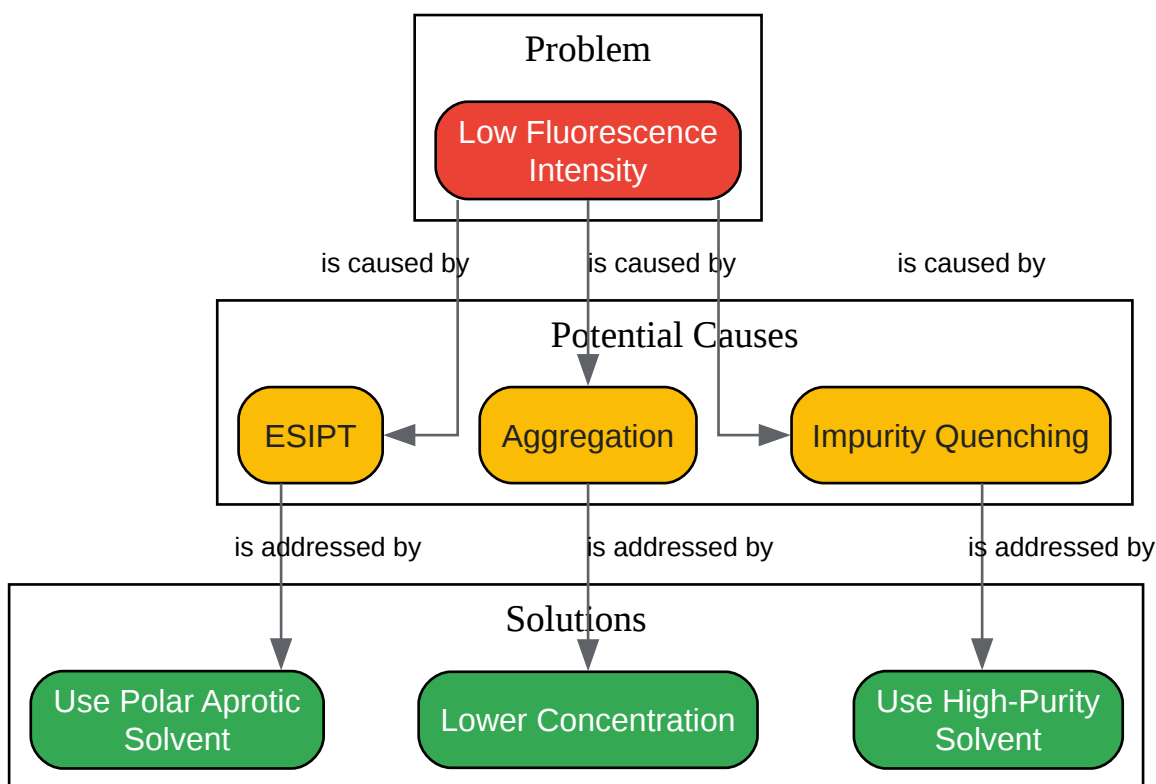 Problem
Low Fluorescence
Intensity
is caused by
is caused by
is caused by
Potential Causes
ESIPT
Aggregation
Impurity Quenching
is addressed by
is addressed by
is addressed by
Solutions
Use Polar Aprotic
Solvent
Lower Concentration
Use High-Purity
Solvent